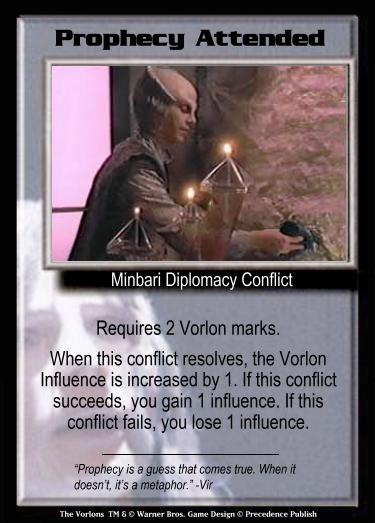 Prophecy Attended
Minbari Diplomacy Conflict
Requires 2 Vorlon marks.
When this conflict resolves, the Vorlon
Influence is increased by 1. If this conflict
succeeds, you gain 1 influence. If this
conflict fails, you lose 1 influence.
"Prophecy is a guess that comes true. When it
doesn't, it's a metaphor." -Vir
The Vorlons TM & © Warner Bros. Game Design © Precedence Publish